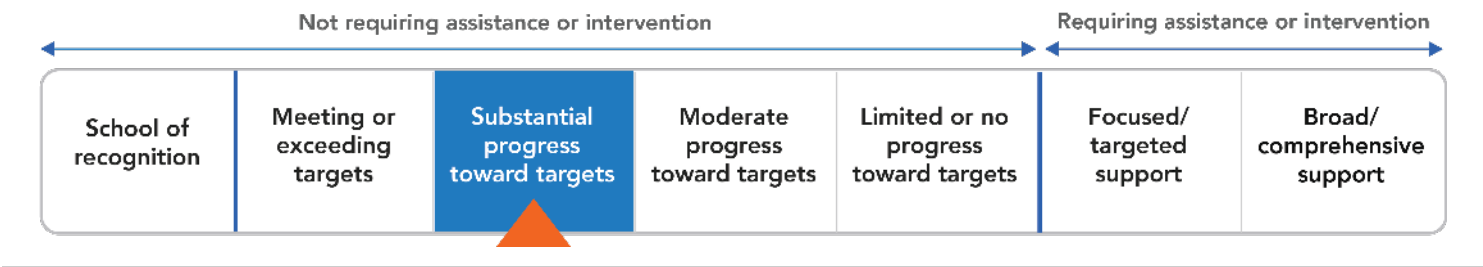 Not requiring assistance or intervention
Requiring assistance or intervention
School of
recognition
Meeting or
exceeding
targets
Substantial
progress
toward targets
Moderate
progress
toward targets
Limited or no
progress
toward targets
Focused/
targeted
support
Broad/
comprehensive
support